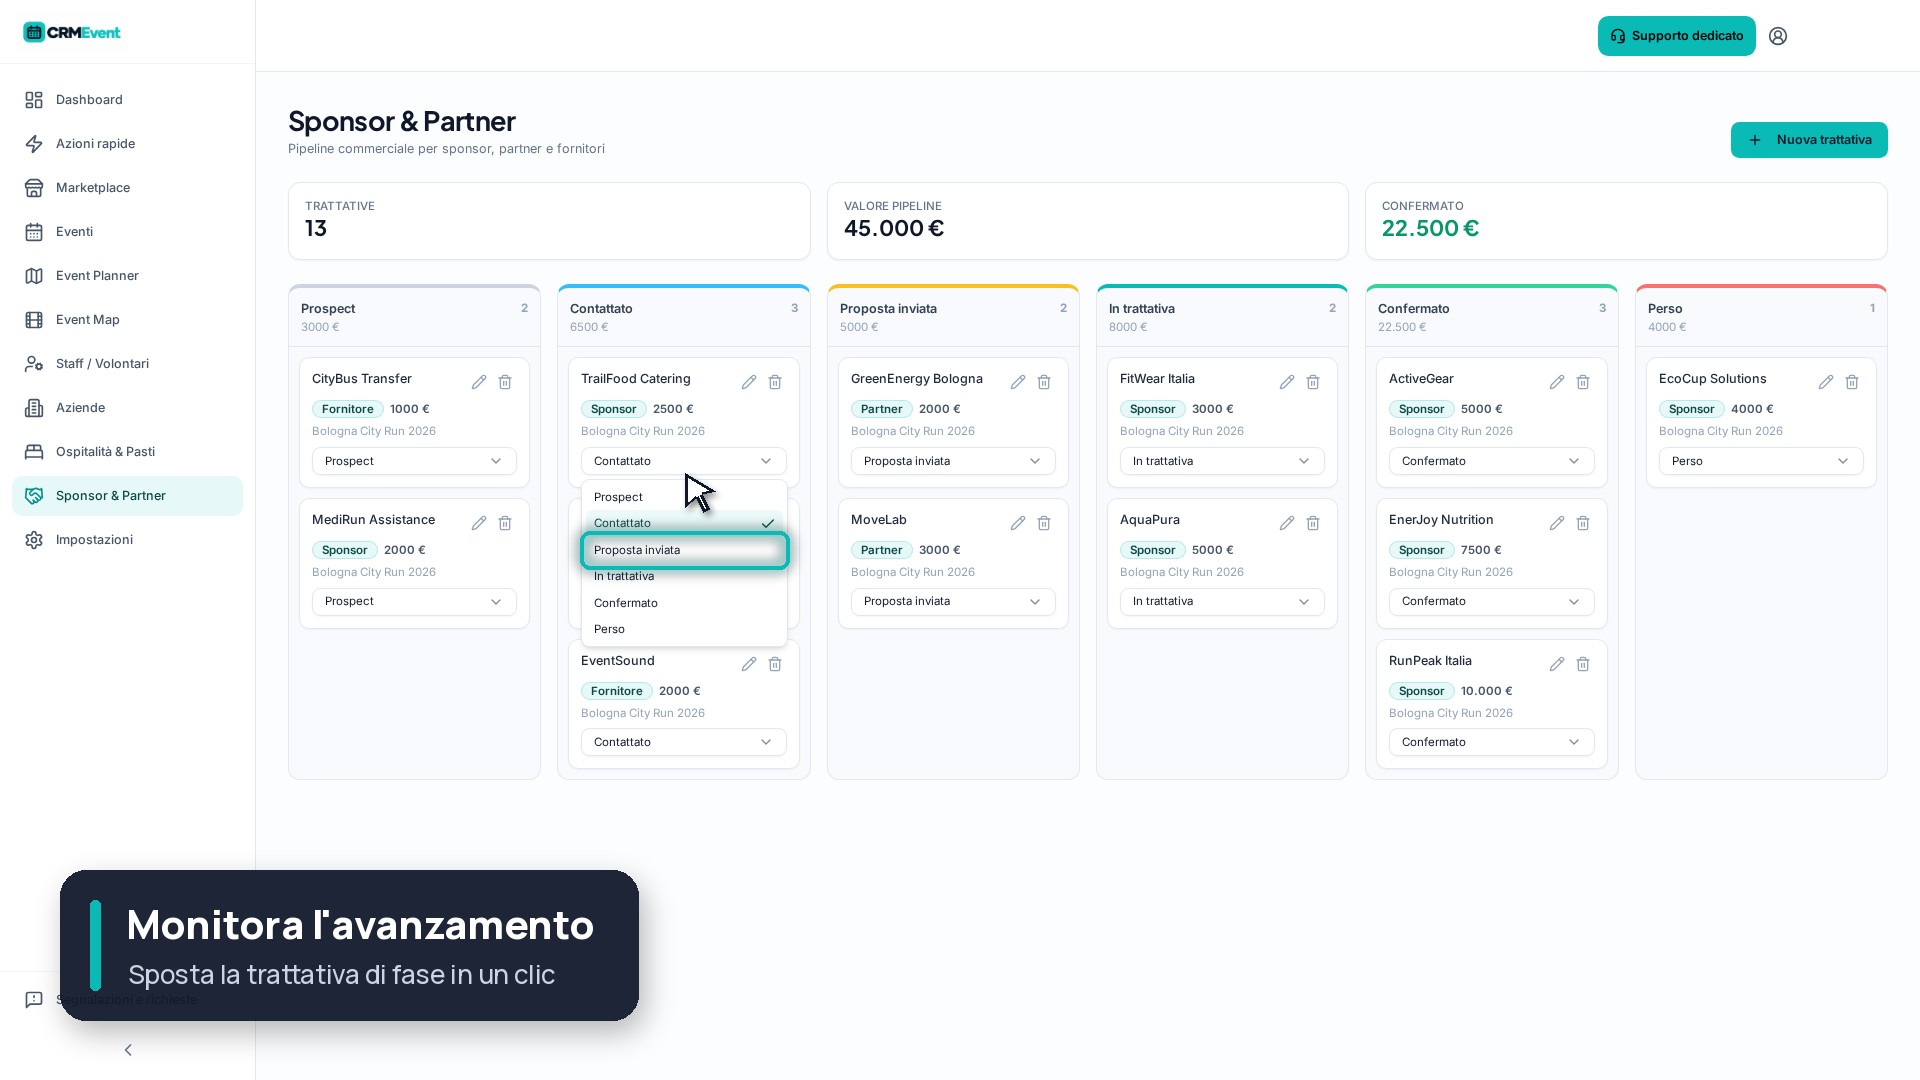 CRMEvent
Supporto dedicato
Dashboard
Azioni rapide
Marketplace
Eventi
Event Planner
Event Map
Staff / Volontari
Aziende
Ospitalità & Pasti
Sponsor & Partner
Impostazioni
Segnalazioni e richieste
Sponsor & Partner
Pipeline commerciale per sponsor, partner e fornitori
Nuova trattativa
TRATTATIVE
13
VALORE PIPELINE
45.000 €
CONFERMATO
22.500 €
Prospect 2
3000 €
CityBus Transfer
Fornitore 1000 €
Bologna City Run 2026
Prospect
MediRun Assistance
Sponsor 2000 €
Bologna City Run 2026
Prospect
Contattato 3
6500 €
TrailFood Catering
Sponsor 2500 €
Bologna City Run 2026
Contattato
Prospect
Contattato
Proposta inviata
In trattativa
Confermato
Perso
EventSound
Fornitore 2000 €
Bologna City Run 2026
Contattato
Proposta inviata 2
5000 €
GreenEnergy Bologna
Partner 2000 €
Bologna City Run 2026
Proposta inviata
MoveLab
Partner 3000 €
Bologna City Run 2026
Proposta inviata
In trattativa 2
8000 €
FitWear Italia
Sponsor 3000 €
Bologna City Run 2026
In trattativa
AquaPura
Sponsor 5000 €
Bologna City Run 2026
In trattativa
Confermato 3
22.500 €
ActiveGear
Sponsor 5000 €
Bologna City Run 2026
Confermato
EnerJoy Nutrition
Sponsor 7500 €
Bologna City Run 2026
Confermato
RunPeak Italia
Sponsor 10.000 €
Bologna City Run 2026
Confermato
Perso 1
4000 €
EcoCup Solutions
Sponsor 4000 €
Bologna City Run 2026
Perso
Monitora l'avanzamento
Sposta la trattativa di fase in un clic